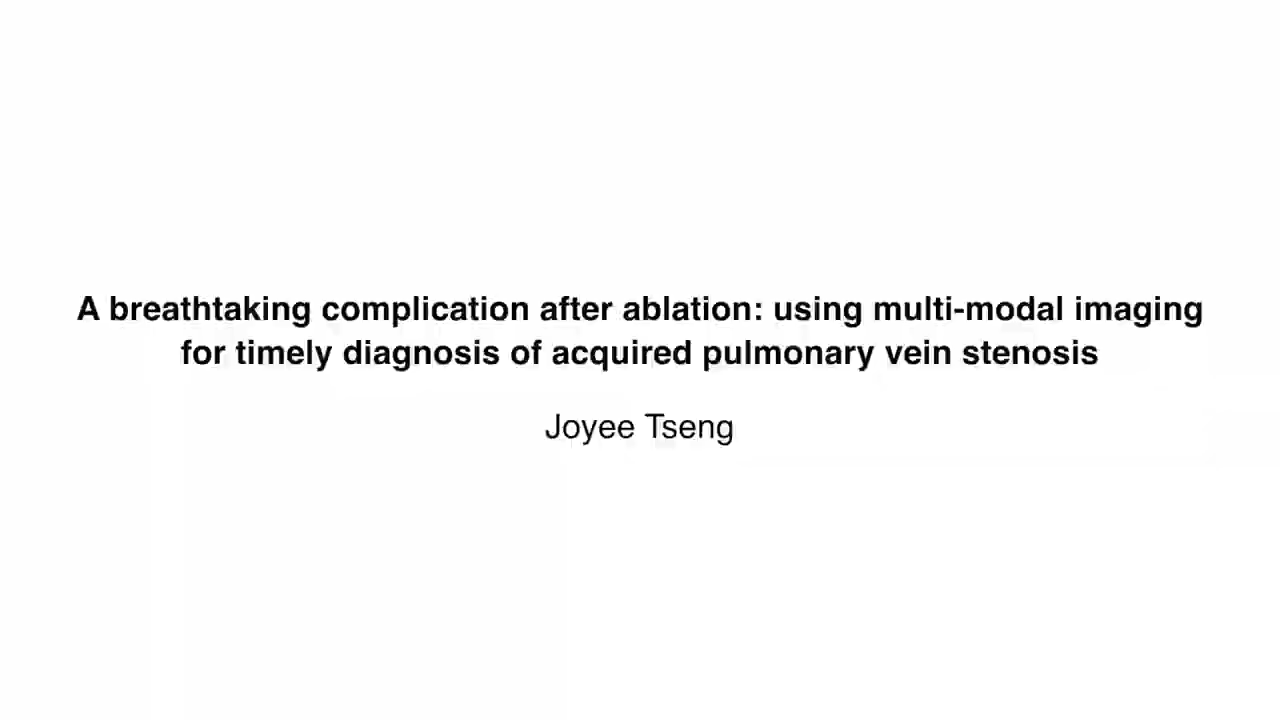 A breathtaking complication after ablation: using multi-modal imaging
for timely diagnosis of acquired pulmonary vein stenosis
Joyee Tseng